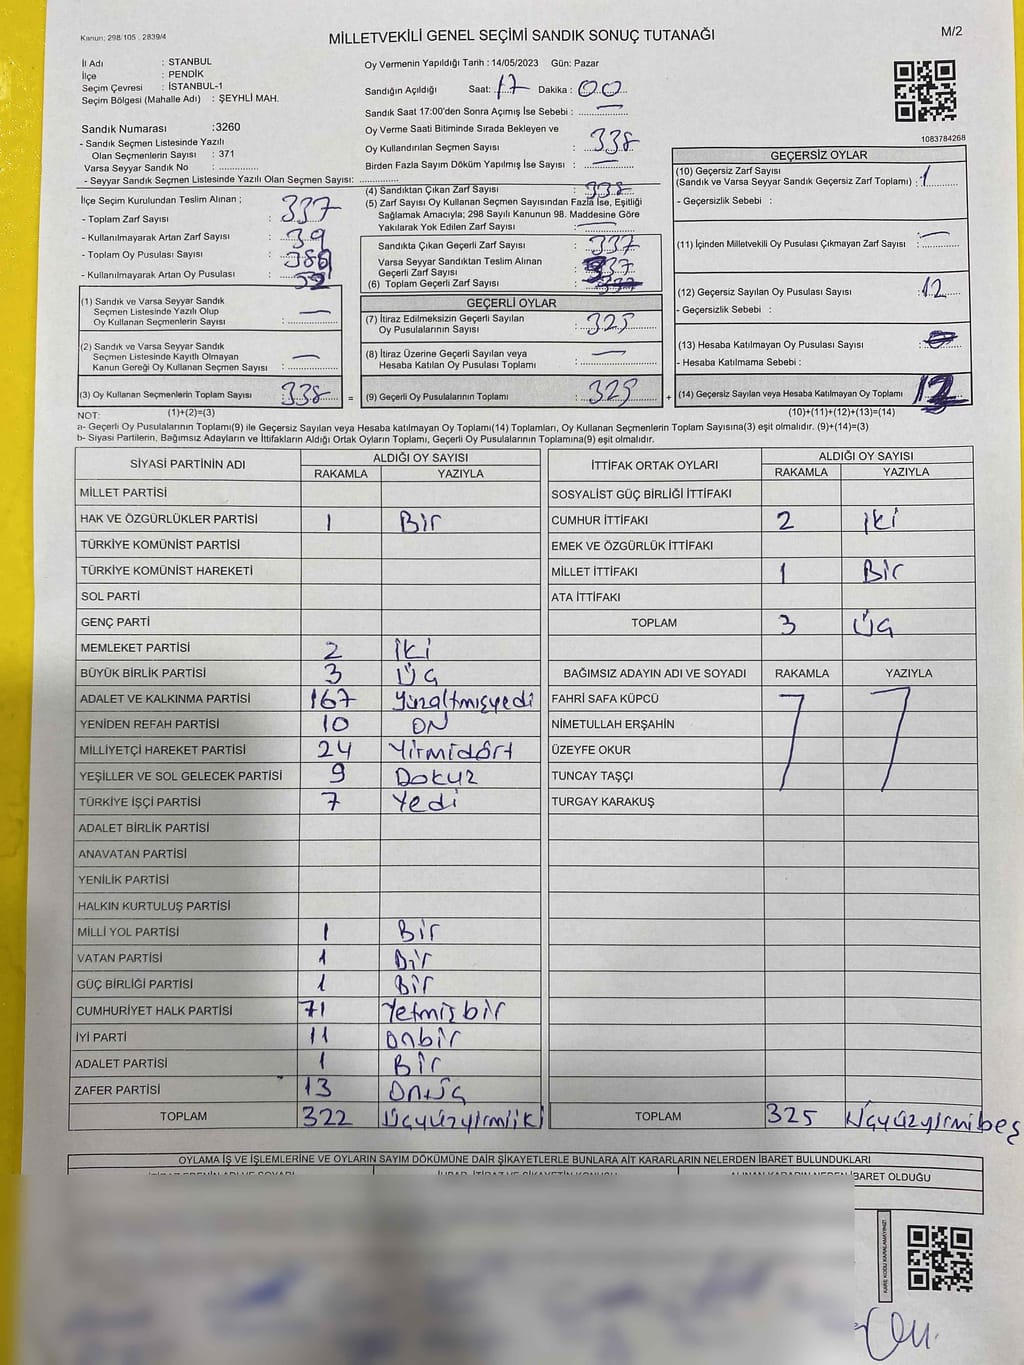 Kanun; 298/105 . 2839/4
MİLLETVEKİLİ GENEL SEÇİMİ SANDIK SONUÇ TUTANAĞI
M/2
İl Adı : STANBUL
İlçe : PENDİK
Seçim Çevresi : İSTANBUL-1
Seçim Bölgesi (Mahalle Adı) : ŞEYHLİ MAH.
Sandık Numarası :3260
- Sandık Seçmen Listesinde Yazılı
Olan Seçmenlerin Sayısı : 371
Varsa Seyyar Sandık No :
- Seyyar Sandık Seçmen Listesinde Yazılı Olan Seçmen Sayısı:
Oy Vermenin Yapıldığı Tarih : 14/05/2023 Gün: Pazar
Sandığın Açıldığı Saat: 17 Dakika : 00
Sandık Saat 17:00'den Sonra Açımış İse Sebebi : —
Oy Verme Saati Bitiminde Sırada Bekleyen ve
Oy Kullandırılan Seçmen Sayısı : 338
Birden Fazla Sayım Döküm Yapılmış İse Sayısı : —
1083784268
İlçe Seçim Kurulundan Teslim Alınan ;
- Toplam Zarf Sayısı : 337
- Kullanılmayarak Artan Zarf Sayısı : 39
- Toplam Oy Pusulası Sayısı : 386
- Kullanılmayarak Artan Oy Pusulası :
(4) Sandıktan Çıkan Zarf Sayısı : 338
(5) Zarf Sayısı Oy Kullanan Seçmen Sayısından Fazla İse, Eşitliği
Sağlamak Amacıyla; 298 Sayılı Kanunun 98. Maddesine Göre
Yakılarak Yok Edilen Zarf Sayısı : —
Sandıkta Çıkan Geçerli Zarf Sayısı : 337
Varsa Seyyar Sandıktan Teslim Alınan
Geçerli Zarf Sayısı :
(6) Toplam Geçerli Zarf Sayısı : 337
GEÇERSİZ OYLAR
(10) Geçersiz Zarf Sayısı
(Sandık ve Varsa Seyyar Sandık Geçersiz Zarf Toplamı) : 1
- Geçersizlik Sebebi :
(11) İçinden Milletvekili Oy Pusulası Çıkmayan Zarf Sayısı : —
(12) Geçersiz Sayılan Oy Pusulası Sayısı : 12
- Geçersizlik Sebebi :
(13) Hesaba Katılmayan Oy Pusulası Sayısı :
- Hesaba Katılmama Sebebi :
(14) Geçersiz Sayılan veya Hesaba Katılmayan Oy Toplamı
(10)+(11)+(12)+(13)=(14)
(1) Sandık ve Varsa Seyyar Sandık
Seçmen Listesinde Yazılı Olup
Oy Kullanan Seçmenlerin Sayısı : —
(2) Sandık ve Varsa Seyyar Sandık
Seçmen Listesinde Kayıtlı Olmayan
Kanun Gereği Oy Kullanan Seçmen Sayısı : —
(3) Oy Kullanan Seçmenlerin Toplam Sayısı : 338
(1)+(2)=(3)
GEÇERLİ OYLAR
(7) İtiraz Edilmeksizin Geçerli Sayılan
Oy Pusulalarının Sayısı : 325
(8) İtiraz Üzerine Geçerli Sayılan veya
Hesaba Katılan Oy Pusulası Toplamı : —
= (9) Geçerli Oy Pusulalarının Toplamı : 325 +
NOT:
a- Geçerli Oy Pusulalarının Toplamı(9) ile Geçersiz Sayılan veya Hesaba katılmayan Oy Toplamı(14) Toplamları, Oy Kullanan Seçmenlerin Toplam Sayısına(3) eşit olmalıdır. (9)+(14)=(3)
b- Siyasi Partilerin, Bağımsız Adayların ve İttifakların Aldığı Ortak Oyların Toplamı, Geçerli Oy Pusulalarının Toplamına(9) eşit olmalıdır.
SİYASİ PARTİNİN ADI ALDIĞI OY SAYISI
RAKAMLA YAZIYLA
MİLLET PARTİSİ
HAK VE ÖZGÜRLÜKLER PARTİSİ 1 Bir
TÜRKİYE KOMÜNİST PARTİSİ
TÜRKİYE KOMÜNİST HAREKETİ
SOL PARTİ
GENÇ PARTİ
MEMLEKET PARTİSİ 2 İki
BÜYÜK BİRLİK PARTİSİ 3 Üç
ADALET VE KALKINMA PARTİSİ 167 Yüzaltmışyedi
YENİDEN REFAH PARTİSİ 10 ON
MİLLİYETÇİ HAREKET PARTİSİ 24 Yirmidört
YEŞİLLER VE SOL GELECEK PARTİSİ 9 Dokuz
TÜRKİYE İŞÇİ PARTİSİ 7 Yedi
ADALET BİRLİK PARTİSİ
ANAVATAN PARTİSİ
YENİLİK PARTİSİ
HALKIN KURTULUŞ PARTİSİ
MİLLİ YOL PARTİSİ 1 Bir
VATAN PARTİSİ 1 Bir
GÜÇ BİRLİĞİ PARTİSİ 1 Bir
CUMHURİYET HALK PARTİSİ 71 Yetmişbir
İYİ PARTİ 11 Onbir
ADALET PARTİSİ 1 Bir
ZAFER PARTİSİ 13 Onüç
TOPLAM 322 Üçyüzyirmiiki
İTTİFAK ORTAK OYLARI ALDIĞI OY SAYISI
RAKAMLA YAZIYLA
SOSYALİST GÜÇ BİRLİĞİ İTTİFAKI
CUMHUR İTTİFAKI 2 iki
EMEK VE ÖZGÜRLÜK İTTİFAKI
MİLLET İTTİFAKI 1 Bir
ATA İTTİFAKI
TOPLAM 3 Üç
BAĞIMSIZ ADAYIN ADI VE SOYADI RAKAMLA YAZIYLA
FAHRİ SAFA KÜPCÜ
NİMETULLAH ERŞAHİN
ÜZEYFE OKUR
TUNCAY TAŞÇI
TURGAY KARAKUŞ
TOPLAM 325 Üçyüzyirmibeş
OYLAMA İŞ VE İŞLEMLERİNE VE OYLARIN SAYIM DÖKÜMÜNE DAİR ŞİKAYETLERLE BUNLARA AİT KARARLARIN NELERDEN İBARET BULUNDUKLARI
İBARET OLDUĞU